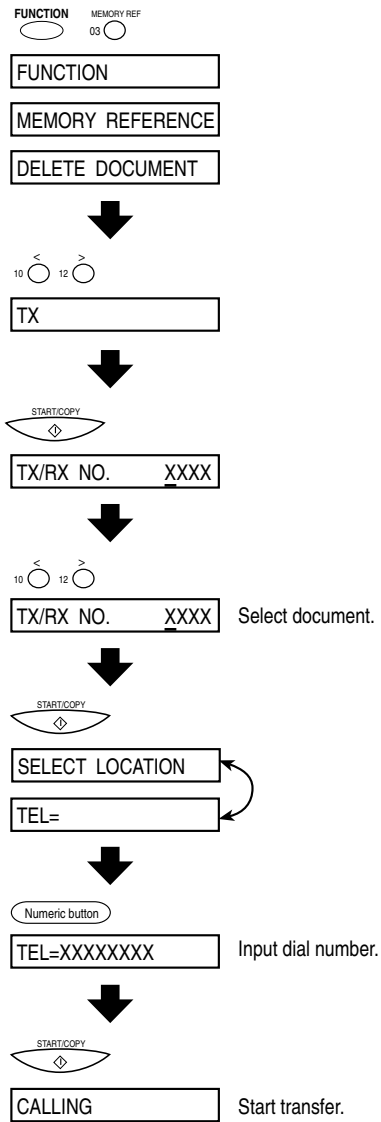 FUNCTION MEMORY REF
03
FUNCTION
MEMORY REFERENCE
DELETE DOCUMENT
< >
10 12
TX
START/COPY
TX/RX NO. XXXX
< >
10 12
TX/RX NO. XXXX Select document.
START/COPY
SELECT LOCATION
TEL=
Numeric button
TEL=XXXXXXXX Input dial number.
START/COPY
CALLING Start transfer.